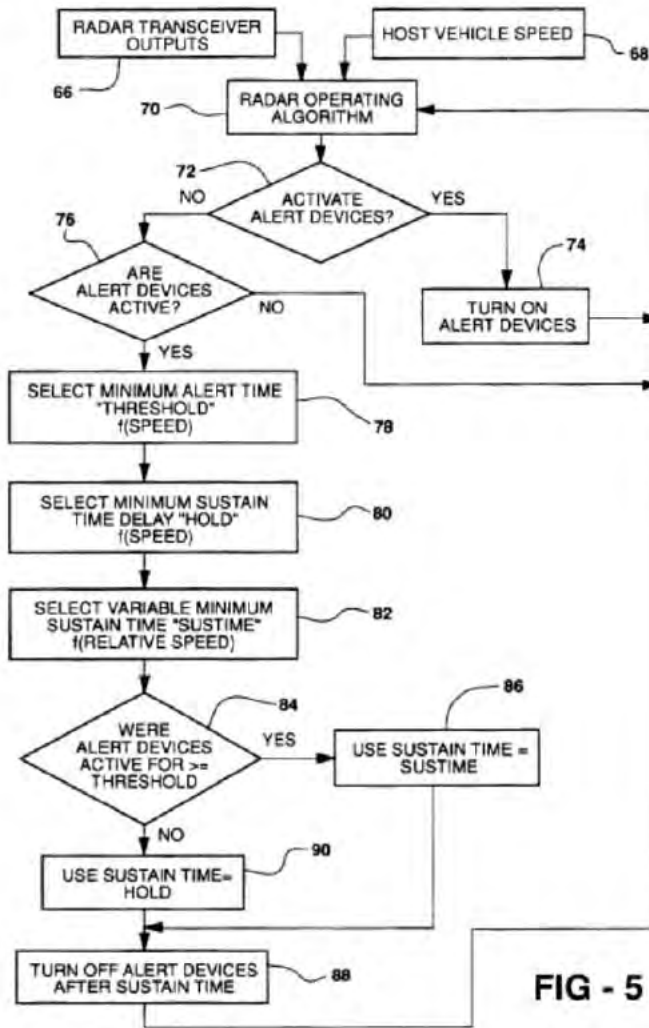 RADAR TRANSCEIVER
OUTPUTS
66
HOST VEHICLE SPEED
68
70
RADAR OPERATING
ALGORITHM
72
NO
ACTIVATE
ALERT DEVICES?
YES
76
ARE
ALERT DEVICES
ACTIVE?
NO
74
TURN ON
ALERT DEVICES
YES
SELECT MINIMUM ALERT TIME
"THRESHOLD"
f(SPEED)
78
SELECT MINIMUM SUSTAIN
TIME DELAY "HOLD"
f(SPEED)
80
SELECT VARIABLE MINIMUM
SUSTAIN TIME "SUSTIME"
f(RELATIVE SPEED)
82
84
WERE
ALERT DEVICES
ACTIVE FOR >=
THRESHOLD
YES
86
USE SUSTAIN TIME =
SUSTIME
NO
90
USE SUSTAIN TIME=
HOLD
TURN OFF ALERT DEVICES
AFTER SUSTAIN TIME
88
FIG - 5